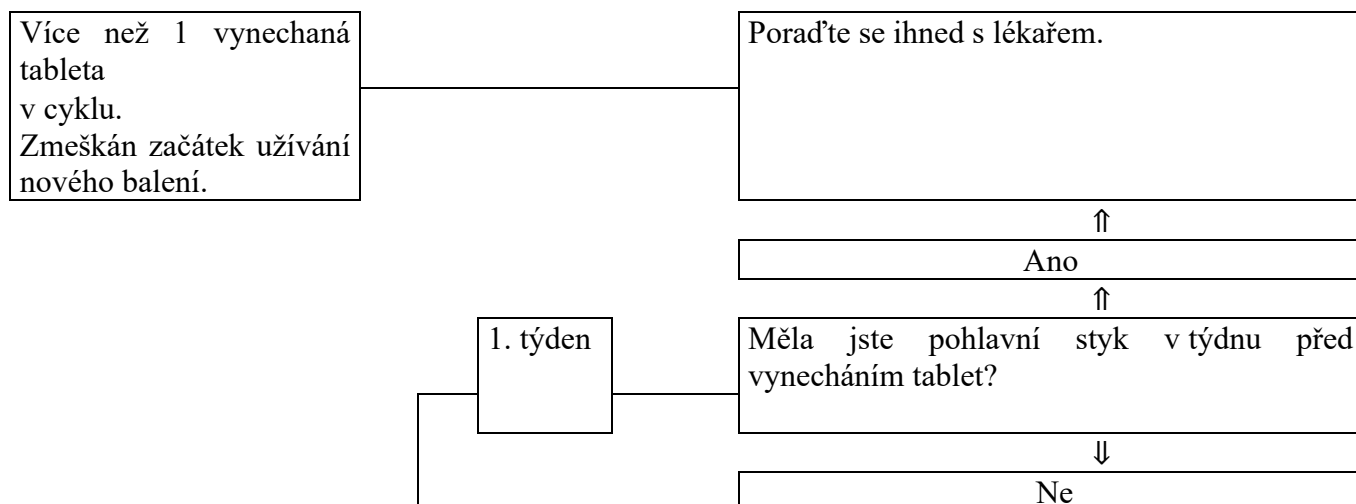 Více než 1 vynechaná
tableta
v cyklu.
Zmeškán začátek užívání
nového balení.
Poraďte se ihned s lékařem.
⇑
Ano
⇑
1. týden
Měla jste pohlavní styk v týdnu před
vynecháním tablet?
⇓
Ne